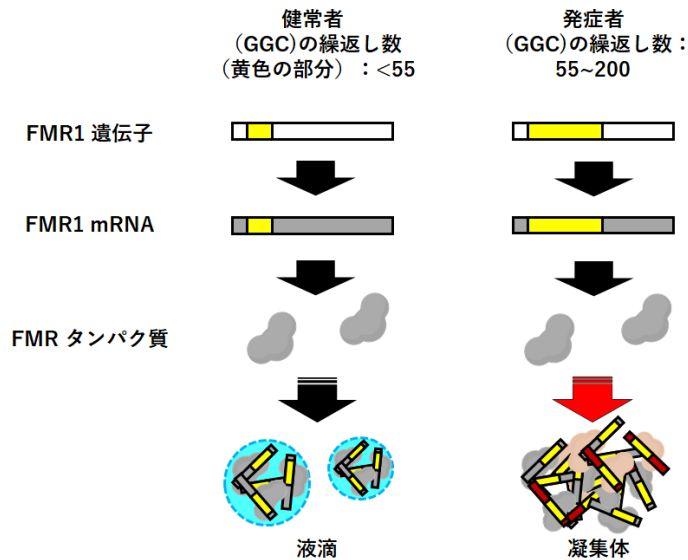 健常者
(GGC)の繰返し数
（黄色の部分）：<55
発症者
(GGC)の繰返し数：
55~200
FMR1 遺伝子
FMR1 mRNA
FMR タンパク質
液滴
凝集体